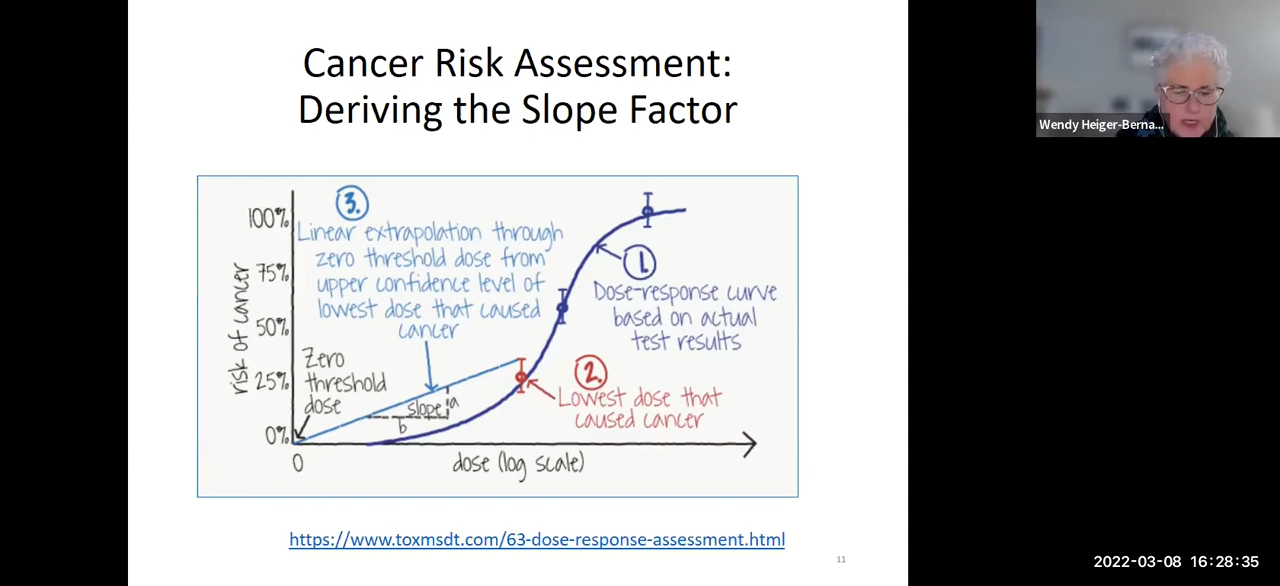 Cancer Risk Assessment:
Deriving the Slope Factor
Wendy Heiger-Berna...
3.
Linear extrapolation through
zero threshold dose from
upper confidence level of
lowest dose that caused
cancer
100%
75%
50%
25%
0%
risk of cancer
1.
Dose-response curve
based on actual
test results
Zero
threshold
dose
2.
Lowest dose that
caused cancer
slope
a
b
0
dose (log scale)
https://www.toxmsdt.com/63-dose-response-assessment.html
11
2022-03-08 16:28:35